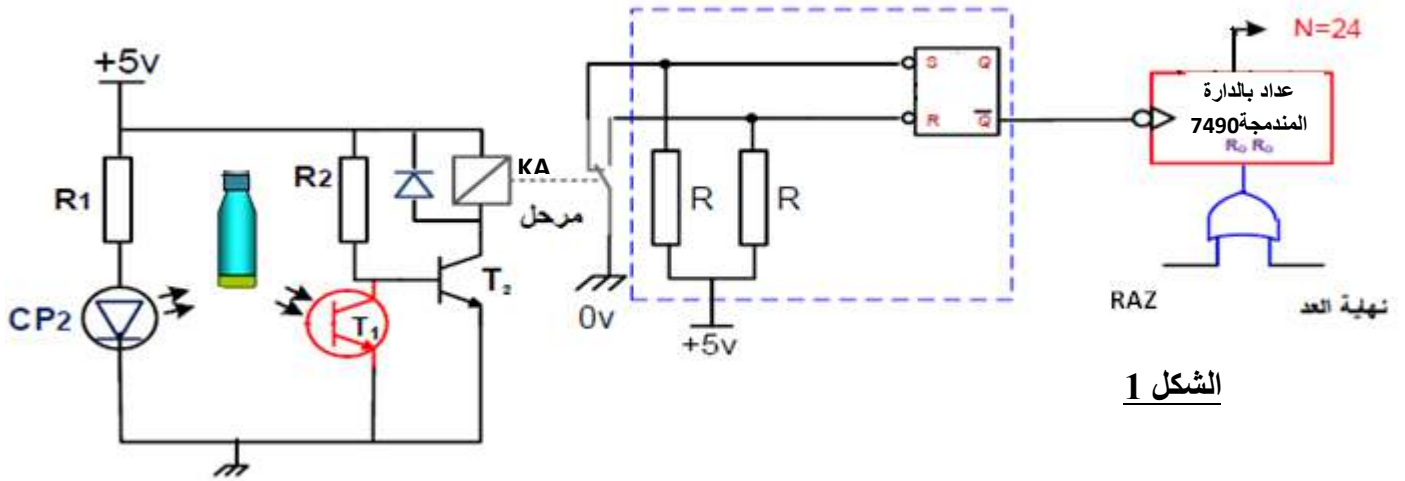 +5v
R1
CP2
R2
T1
KA
مرحل
T2
0v
R
R
+5v
S Q
R Q̅
N=24
عداد بالدارة
المندمجة7490
R0 R0
RAZ
نهاية العد
الشكل 1